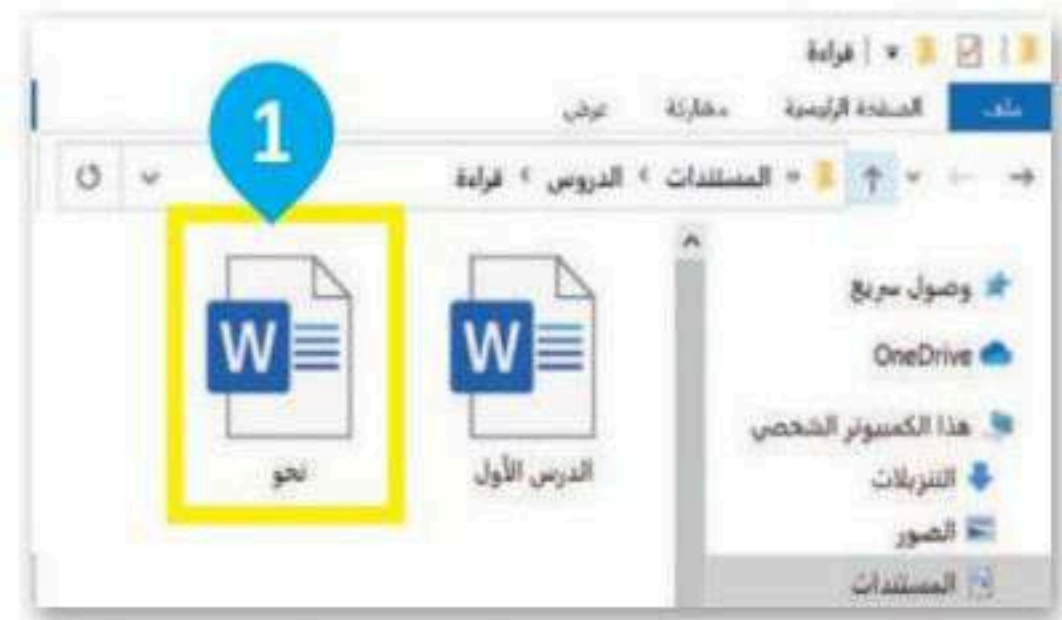 قراءة
ملف الصفحة الرئيسية مشاركة عرض
المستندات › الدروس › قراءة
1
وصول سريع
OneDrive
هذا الكمبيوتر الشخصي
التنزيلات
الصور
المستندات
W W
الدرس الأول نحو